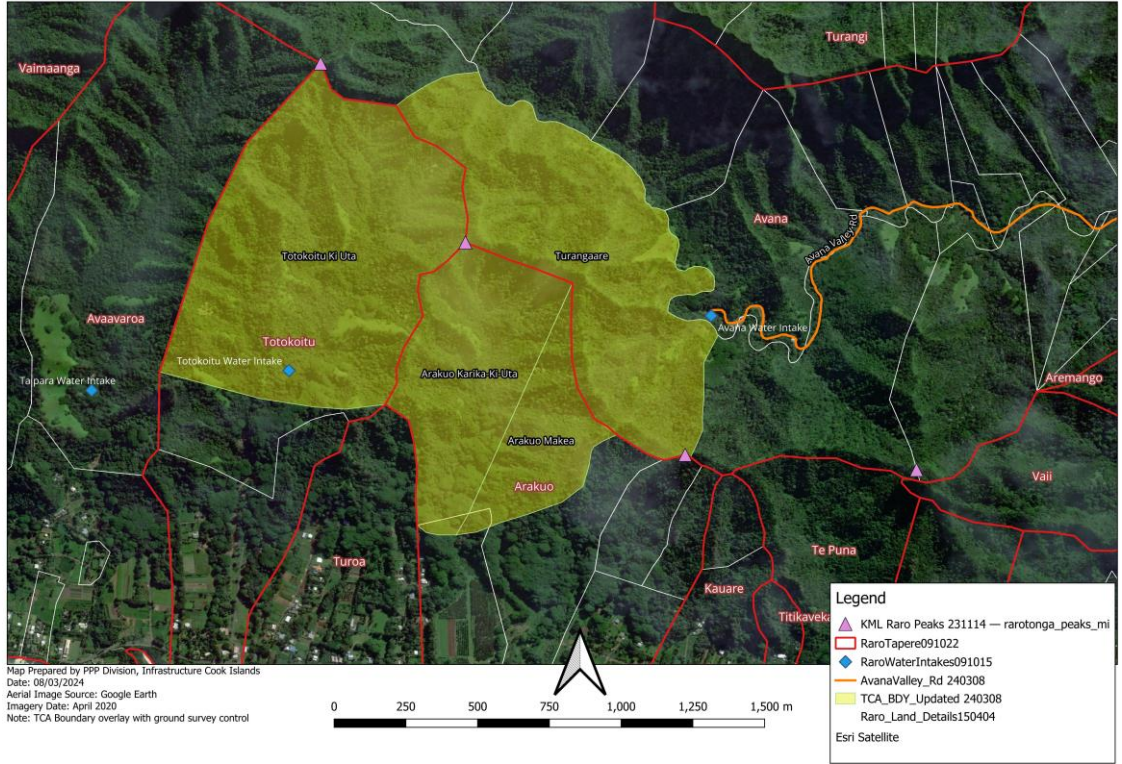 Vaimaanga
Turangi
Avana
Avana Valley Rd
Totokoitu Ki Uta
Turangaare
Avaavaroa
Avana Water Intake
Totokoitu
Totokoitu Water Intake
Taipara Water Intake
Arakuo Karika-Ki-Uta
Aremango
Arakuo Makea
Arakuo
Vaii
Te Puna
Turoa
Kauare
Titikaveka
Legend
KML Raro Peaks 231114 — rarotonga_peaks_mi
RaroTapere091022
RaroWaterIntakes091015
AvanaValley_Rd 240308
TCA_BDY_Updated 240308
Raro_Land_Details150404
Esri Satellite
Map Prepared by PPP Division, Infrastructure Cook Islands
Date: 08/03/2024
Aerial Image Source: Google Earth
Imagery Date: April 2020
Note: TCA Boundary overlay with ground survey control
0 250 500 750 1,000 1,250 1,500 m